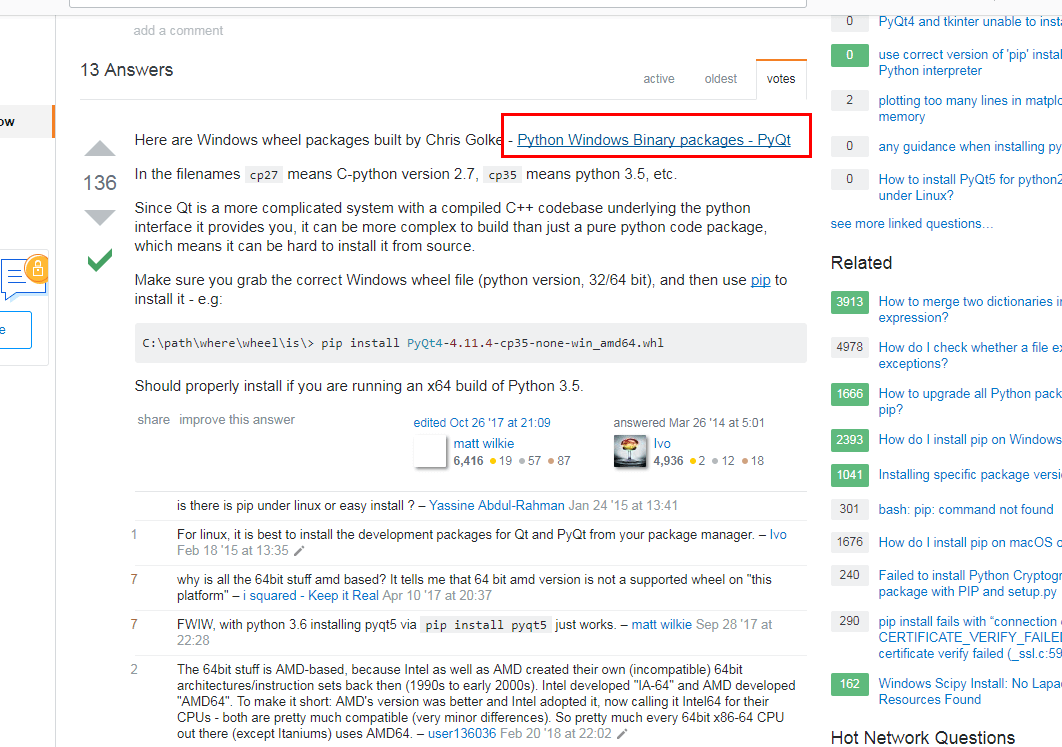 add a comment
13 Answers
active oldest votes
ow
Here are Windows wheel packages built by Chris Golke - Python Windows Binary packages - PyQt
136
In the filenames cp27 means C-python version 2.7, cp35 means python 3.5, etc.
Since Qt is a more complicated system with a compiled C++ codebase underlying the python
interface it provides you, it can be more complex to build than just a pure python code package,
which means it can be hard to install it from source.
Make sure you grab the correct Windows wheel file (python version, 32/64 bit), and then use pip to
install it - e.g:
e
C:\path\where\wheel\is\> pip install PyQt4-4.11.4-cp35-none-win_amd64.whl
Should properly install if you are running an x64 build of Python 3.5.
share improve this answer
edited Oct 26 '17 at 21:09
matt wilkie
6,416 19 57 87
answered Mar 26 '14 at 5:01
Ivo
4,936 2 12 18
is there is pip under linux or easy install ? – Yassine Abdul-Rahman Jan 24 '15 at 13:41
1 For linux, it is best to install the development packages for Qt and PyQt from your package manager. – Ivo
Feb 18 '15 at 13:35
7 why is all the 64bit stuff amd based? It tells me that 64 bit amd version is not a supported wheel on "this
platform" – i squared - Keep it Real Apr 10 '17 at 20:37
7 FWIW, with python 3.6 installing pyqt5 via pip install pyqt5 just works. – matt wilkie Sep 28 '17 at
22:28
2 The 64bit stuff is AMD-based, because Intel as well as AMD created their own (incompatible) 64bit
architectures/instruction sets back then (1990s to early 2000s). Intel developed "IA-64" and AMD developed
"AMD64". To make it short: AMD's version was better and Intel adopted it, now calling it Intel64 for their
CPUs - both are pretty much compatible (very minor differences). So pretty much every 64bit x86-64 CPU
out there (except Itaniums) uses AMD64. – user136036 Feb 20 '18 at 22:02
0 PyQt4 and tkinter unable to insta
0 use correct version of 'pip' instal
Python interpreter
2 plotting too many lines in matplo
memory
0 any guidance when installing py
0 How to install PyQt5 for python2
under Linux?
see more linked questions…
Related
3913 How to merge two dictionaries in
expression?
4978 How do I check whether a file ex
exceptions?
1666 How to upgrade all Python pack
pip?
2393 How do I install pip on Windows
1041 Installing specific package versi
301 bash: pip: command not found
1676 How do I install pip on macOS o
240 Failed to install Python Cryptogr
package with PIP and setup.py
290 pip install fails with “connection e
CERTIFICATE_VERIFY_FAILE
certificate verify failed (_ssl.c:59
162 Windows Scipy Install: No Lapac
Resources Found
Hot Network Questions